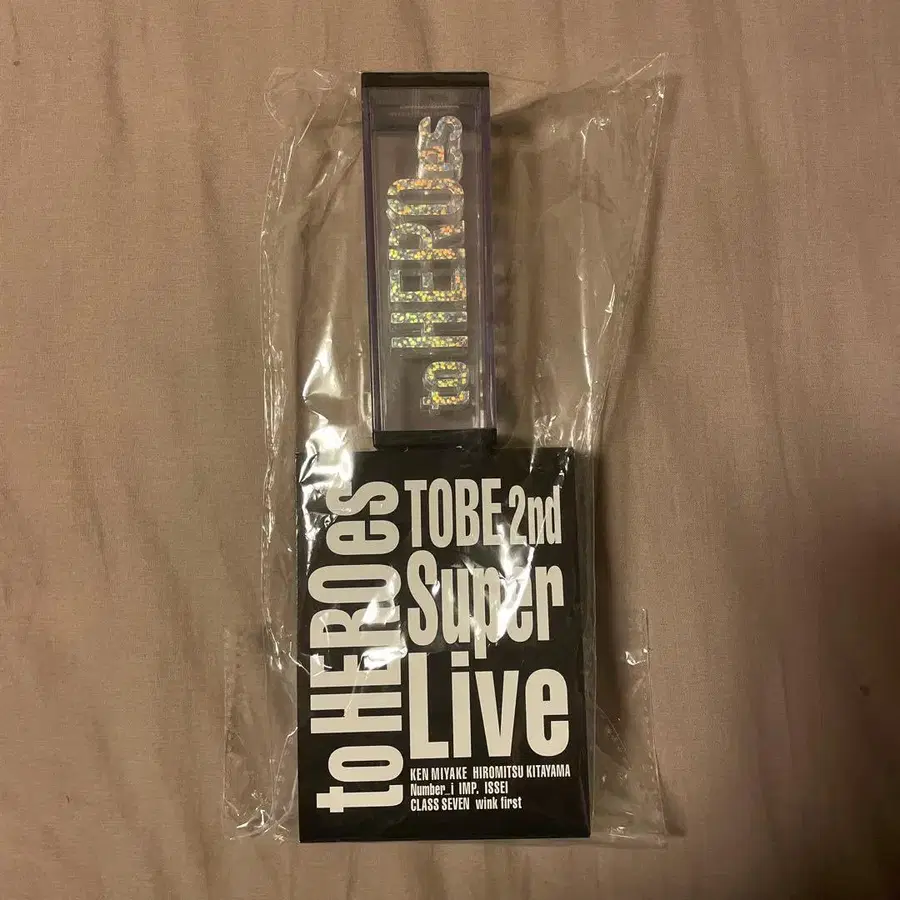 to HEROes
to HEROes
TOBE 2nd
Super
Live
KEN MIYAKE HIROMITSU KITAYAMA
Number_i IMP. ISSEI
CLASS SEVEN wink first